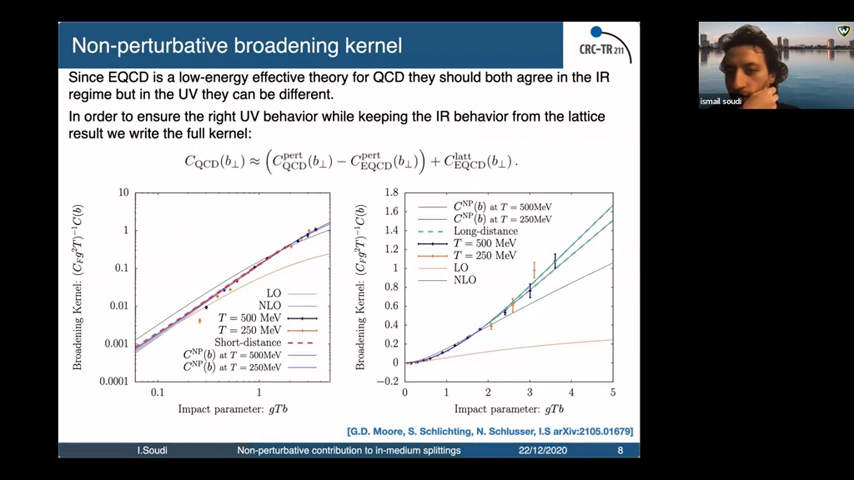 Non-perturbative broadening kernel
CRC-TR 211
Since EQCD is a low-energy effective theory for QCD they should both agree in the IR
regime but in the UV they can be different.
In order to ensure the right UV behavior while keeping the IR behavior from the lattice
result we write the full kernel:
C_QCD(b⊥) ≈ (C^pert_QCD(b⊥) − C^pert_EQCD(b⊥)) + C^latt_EQCD(b⊥) .
Broadening Kernel: (C_F g²T)⁻¹C(b)
10
1
0.1
0.01
0.001
0.0001
0.1
1
LO
NLO
T = 500 MeV
T = 250 MeV
Short-distance
C^NP(b) at T = 500MeV
C^NP(b) at T = 250MeV
Impact parameter: gTb
Broadening Kernel: (C_F g²T)⁻¹C(b)
1.8
1.6
1.4
1.2
1
0.8
0.6
0.4
0.2
0
−0.2
0
1
2
3
4
5
C^NP(b) at T = 500MeV
C^NP(b) at T = 250MeV
Long-distance
T = 500 MeV
T = 250 MeV
LO
NLO
Impact parameter: gTb
[G.D. Moore, S. Schlichting, N. Schlusser, I.S arXiv:2105.01679]
I.Soudi
Non-perturbative contribution to in-medium splittings
22/12/2020
8
ismail soudi
W